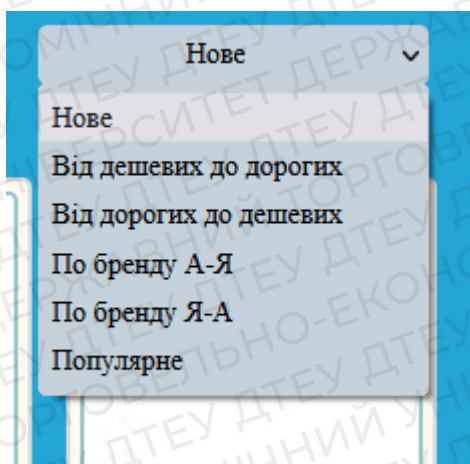 Нове
Нове
Від дешевих до дорогих
Від дорогих до дешевих
По бренду А-Я
По бренду Я-А
Популярне